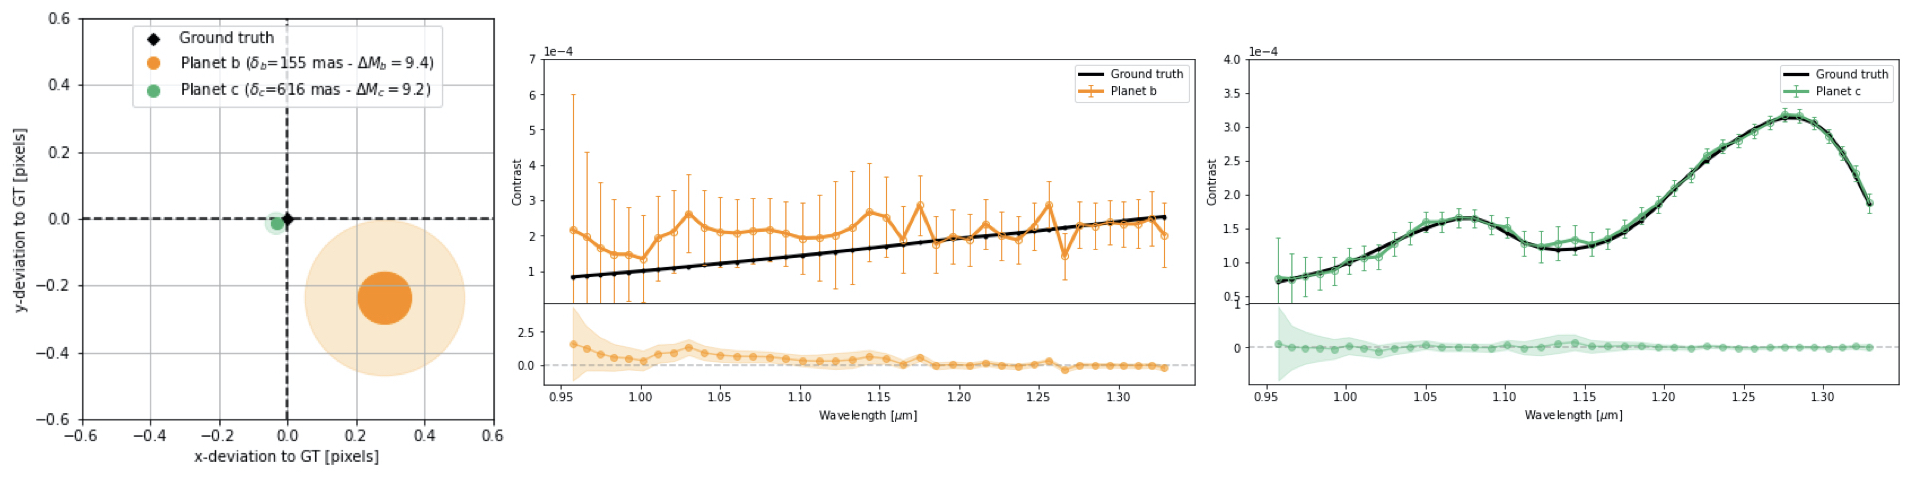 0.6
0.4
0.2
0.0
−0.2
−0.4
−0.6
−0.6 −0.4 −0.2 0.0 0.2 0.4 0.6
x-deviation to GT [pixels]
y-deviation to GT [pixels]
Ground truth
Planet b (δb=155 mas - ΔMb = 9.4)
Planet c (δc=616 mas - ΔMc = 9.2)
1e−4
7
6
5
4
3
2
1
Contrast
Ground truth
Planet b
2.5
0.0
0.95 1.00 1.05 1.10 1.15 1.20 1.25 1.30
Wavelength [μm]
1e−4
4.0
3.5
3.0
2.5
2.0
1.5
1.0
0.5
Contrast
Ground truth
Planet c
1
0
0.95 1.00 1.05 1.10 1.15 1.20 1.25 1.30
Wavelength [μm]